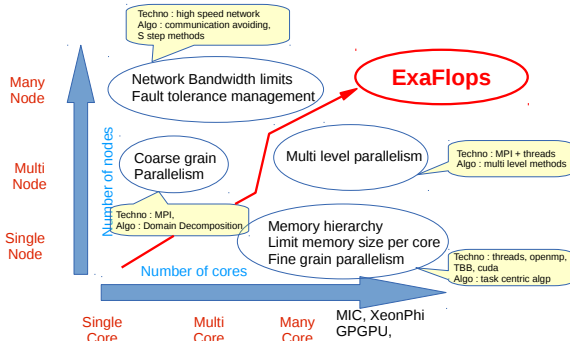 Techno : high speed network
Algo : communication avoiding,
S step methods
Many
Node
Network Bandwidth limits
Fault tolerance management
ExaFlops
Multi
Node
Number of nodes
Coarse grain
Parallelism
Multi level parallelism
Techno : MPI + threads
Algo : multi level methods
Techno : MPI,
Algo : Domain Decomposition
Single
Node
Memory hierarchy
Limit memory size per core
Fine grain parallelism
Techno : threads, openmp,
TBB, cuda
Algo : task centric algp
Number of cores
Single
Core
Multi
Core
Many
Core
MIC, XeonPhi
GPGPU,